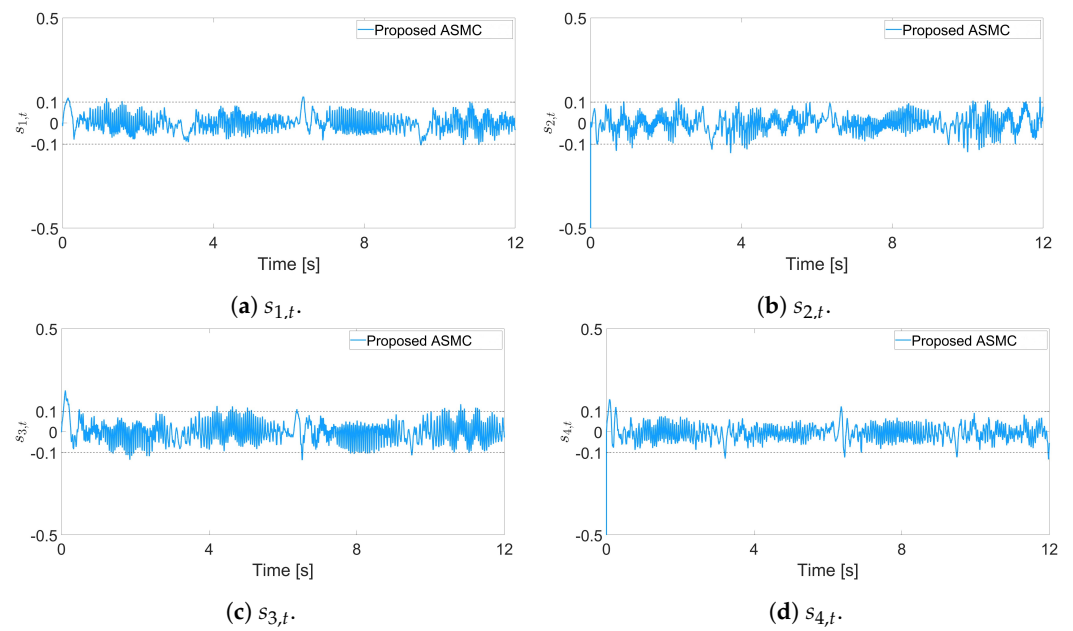 0.5
Proposed ASMC
0.1
0
-0.1
-0.5
s1,t
0 4 8 12
Time [s]
(a) s1,t.
0.5
Proposed ASMC
0.1
0
-0.1
-0.5
s2,t
0 4 8 12
Time [s]
(b) s2,t.
0.5
Proposed ASMC
0.1
0
-0.1
-0.5
s3,t
0 4 8 12
Time [s]
(c) s3,t.
0.5
Proposed ASMC
0.1
0
-0.1
-0.5
s4,t
0 4 8 12
Time [s]
(d) s4,t.